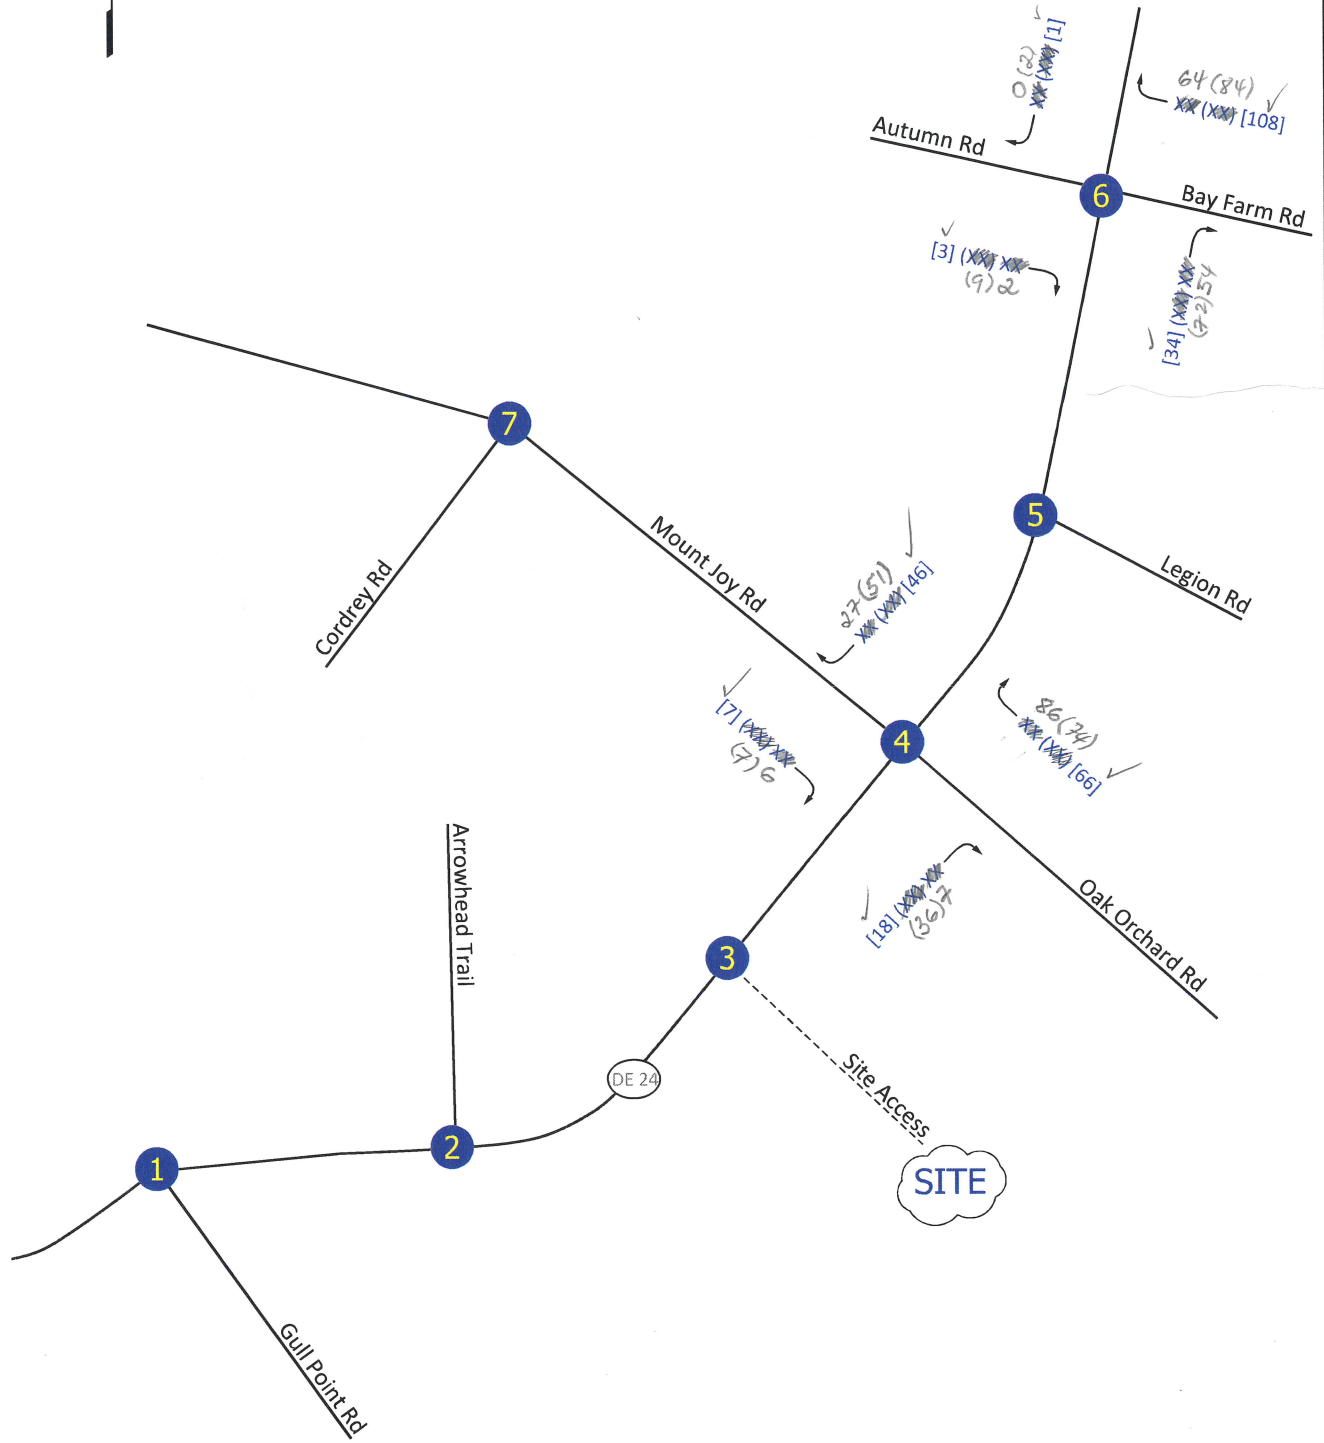 0 (2)
XX (XX) [1]
64 (84)
XX (XX) [108]
Autumn Rd
6
Bay Farm Rd
[3] (XX) XX
(9) 2
[34] (XX) XX
(72) 54
7
5
Mount Joy Rd
Legion Rd
Cordrey Rd
27 (51)
XX (XX) [46]
[7] (XX) XX
(7) 6
4
86 (74)
XX (XX) [66]
Arrowhead Trail
[18] (XX) XX
(36) 7
Oak Orchard Rd
3
DE 24
Site Access
2
1
SITE
Gull Point Rd